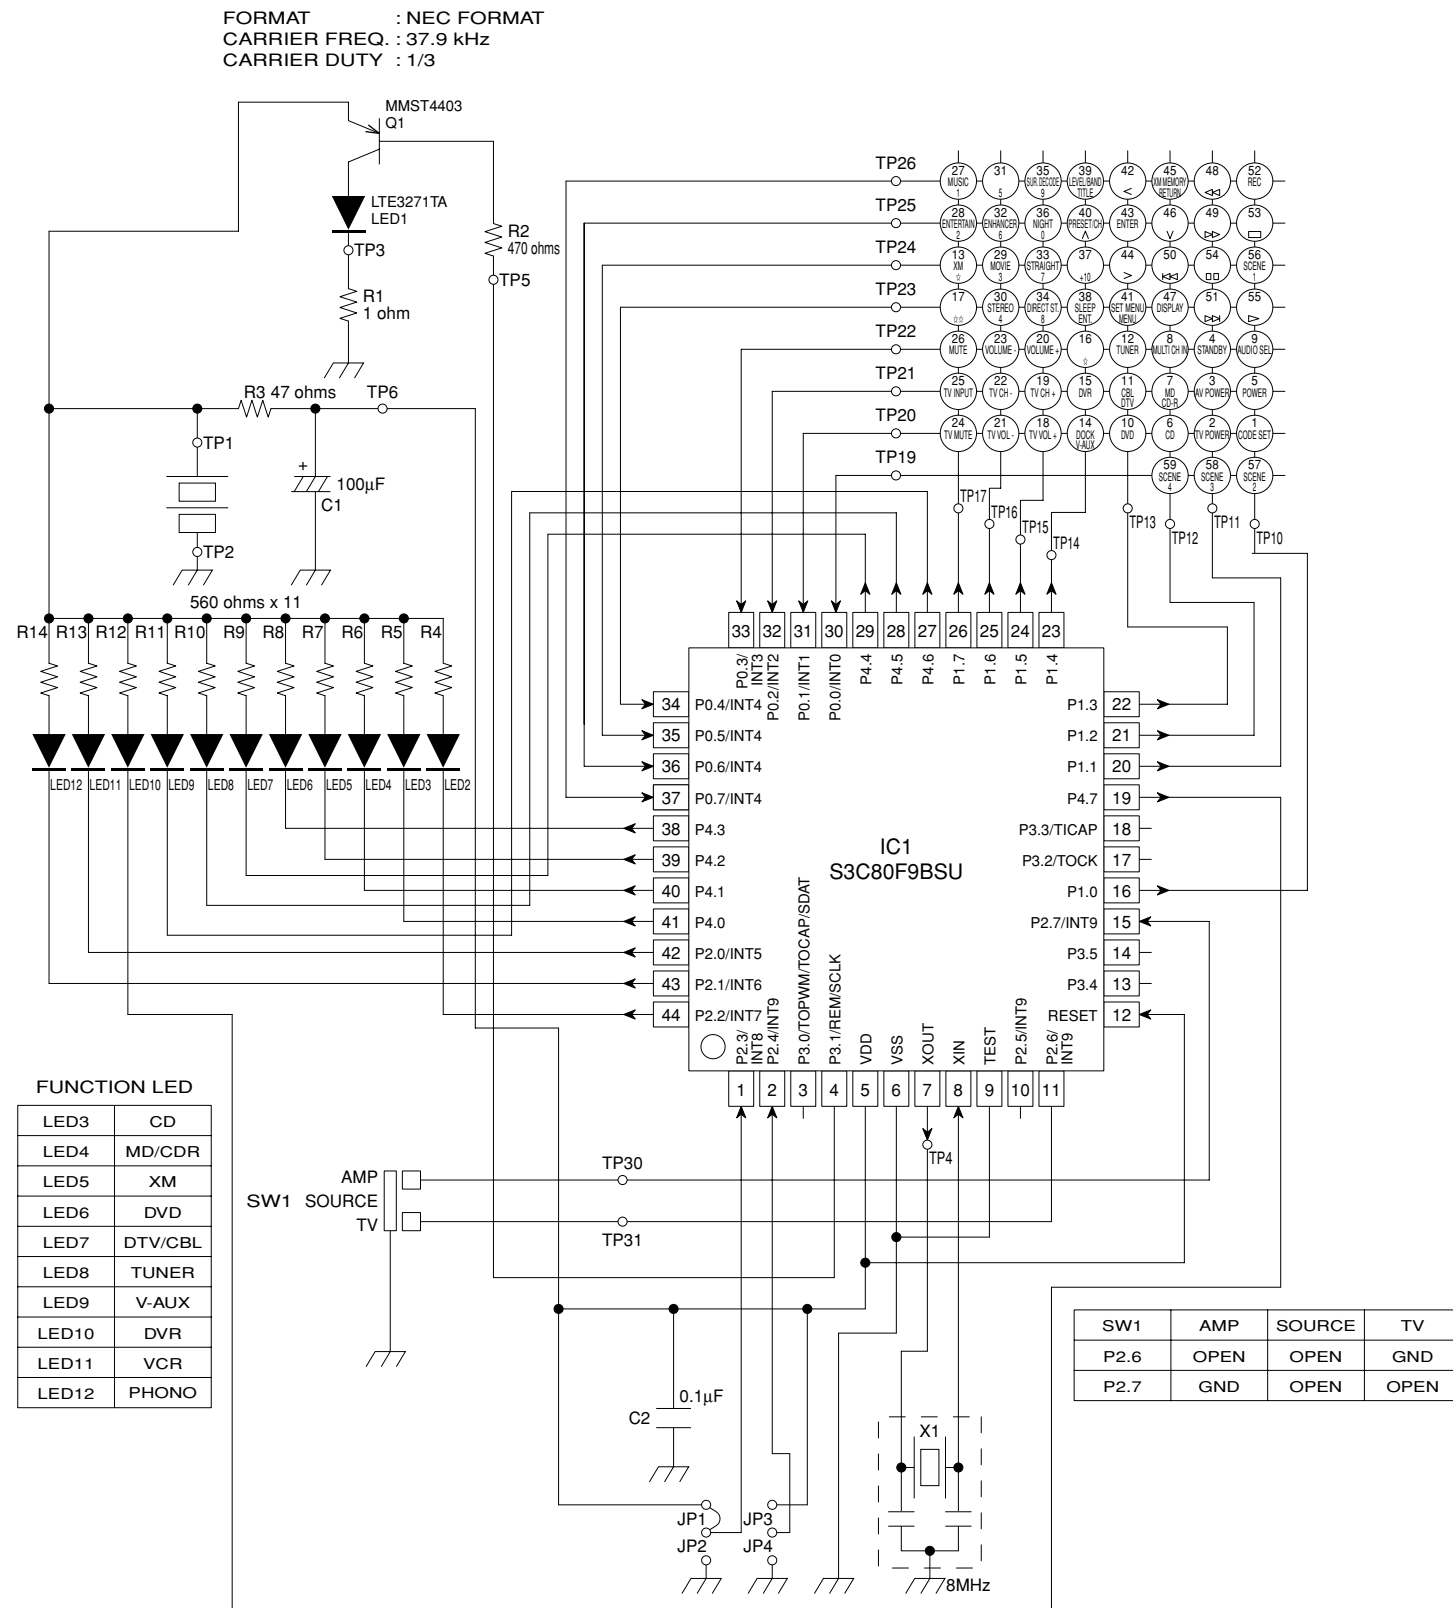 FORMAT : NEC FORMAT
CARRIER FREQ. : 37.9 kHz
CARRIER DUTY : 1/3
MMST4403
Q1
LTE3271TA
LED1
TP3
R1
1 ohm
R2
470 ohms
TP5
R3 47 ohms
TP6
TP1
TP2
+
100µF
C1
TP26
27 MUSIC 1
31 5
35 SUR. DECODE 9
39 LEVEL/BAND TITLE
42 <
45 XM MEMORY RETURN
48
52 REC
TP25
28 ENTERTAIN 2
32 ENHANCER 6
36 NIGHT 0
40 PRESET/CH
43 ENTER
46
49
53
TP24
13 XM ☆
29 MOVIE 3
33 STRAIGHT 7
37 +10
44 >
50
54
56 SCENE 1
TP23
17 ☆☆
30 STEREO 4
34 DIRECT ST. 8
38 SLEEP ENT.
41 SET MENU MENU
47 DISPLAY
51
55
TP22
26 MUTE
23 VOLUME -
20 VOLUME +
16 ☆
12 TUNER
8 MULTI CH IN
4 STANDBY
9 AUDIO SEL
TP21
25 TV INPUT
22 TV CH -
19 TV CH +
15 DVR
11 CBL DTV
7 MD CD-R
3 AV POWER
5 POWER
TP20
24 TV MUTE
21 TV VOL -
18 TV VOL +
14 DOCK V-AUX
10 DVD
6 CD
2 TV POWER
1 CODE SET
TP19
59 SCENE 4
58 SCENE 3
57 SCENE 2
TP17
TP16
TP15
TP14
TP13
TP12
TP11
TP10
560 ohms x 11
R14 R13 R12 R11 R10 R9 R8 R7 R6 R5 R4
LED12 LED11 LED10 LED9 LED8 LED7 LED6 LED5 LED4 LED3 LED2
33 32 31 30 29 28 27 26 25 24 23
P0.3/INT3
P0.2/INT2
P0.1/INT1
P0.0/INT0
P4.4
P4.5
P4.6
P1.7
P1.6
P1.5
P1.4
34 P0.4/INT4
35 P0.5/INT4
36 P0.6/INT4
37 P0.7/INT4
38 P4.3
39 P4.2
40 P4.1
41 P4.0
42 P2.0/INT5
43 P2.1/INT6
44 P2.2/INT7
IC1
S3C80F9BSU
P1.3 22
P1.2 21
P1.1 20
P4.7 19
P3.3/TICAP 18
P3.2/TOCK 17
P1.0 16
P2.7/INT9 15
P3.5 14
P3.4 13
RESET 12
P2.3/INT8
P2.4/INT9
P3.0/TOPWM/TOCAP/SDAT
P3.1/REM/SCLK
VDD
VSS
XOUT
XIN
TEST
P2.5/INT9
P2.6/INT9
1 2 3 4 5 6 7 8 9 10 11
TP4
FUNCTION LED
LED3 CD
LED4 MD/CDR
LED5 XM
LED6 DVD
LED7 DTV/CBL
LED8 TUNER
LED9 V-AUX
LED10 DVR
LED11 VCR
LED12 PHONO
SW1
AMP
SOURCE
TV
TP30
TP31
SW1 AMP SOURCE TV
P2.6 OPEN OPEN GND
P2.7 GND OPEN OPEN
0.1µF
C2
X1
8MHz
JP1
JP2
JP3
JP4